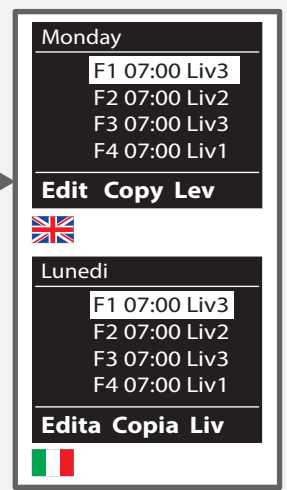 Monday
F1 07:00 Liv3
F2 07:00 Liv2
F3 07:00 Liv3
F4 07:00 Liv1
Edit Copy Lev
Lunedi
F1 07:00 Liv3
F2 07:00 Liv2
F3 07:00 Liv3
F4 07:00 Liv1
Edita Copia Liv